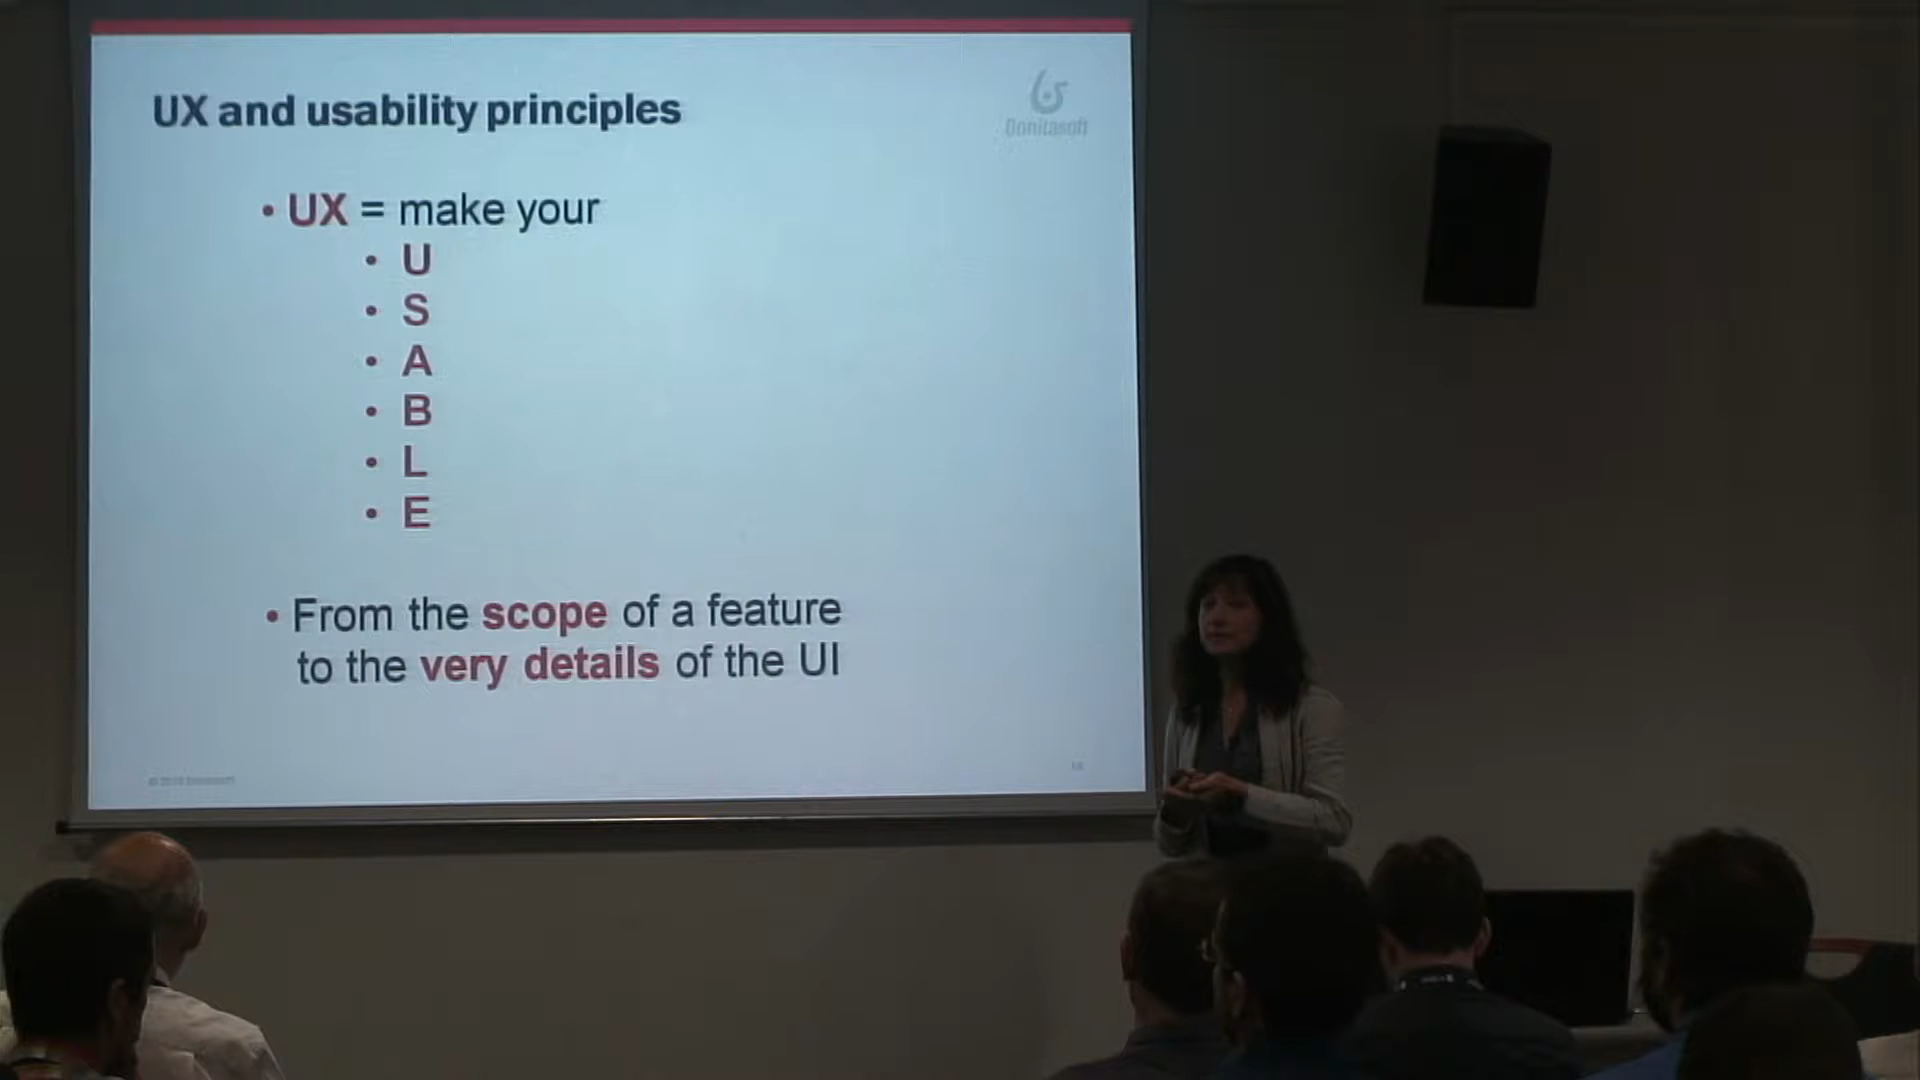 UX and usability principles
Bonitasoft
• UX = make your
• U
• S
• A
• B
• L
• E
• From the scope of a feature
to the very details of the UI